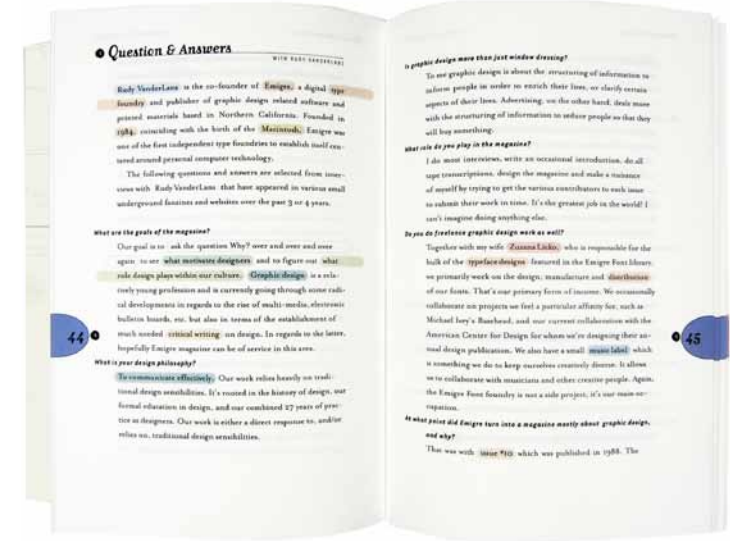 Question & Answers
WITH RUDY VANDERLANS
Rudy VanderLans is the co-founder of Emigre, a digital type
foundry and publisher of graphic design related software and
printed materials based in Northern California. Founded in
1984, coinciding with the birth of the Macintosh, Emigre was
one of the first independent type foundries to establish itself cen-
tered around personal computer technology.
The following questions and answers are selected from inter-
views with Rudy VanderLans that have appeared in various small
underground fanzines and websites over the past 3 or 4 years.
What are the goals of the magazine?
Our goal is to ask the question Why? over and over and over
again to see what motivates designers and to figure out what
role design plays within our culture. Graphic design is a rela-
tively young profession and is currently going through some radi-
cal developments in regards to the rise of multi-media, electronic
bulletin boards, etc. but also in terms of the establishment of
much needed critical writing on design. In regards to the latter,
hopefully Emigre magazine can be of service in this area.
What is your design philosophy?
To communicate effectively. Our work relies heavily on tradi-
tional design sensibilities. It's rooted in the history of design, our
formal education in design, and our combined 27 years of prac-
tice as designers. Our work is either a direct response to, and/or
relies on, traditional design sensibilities.
44
Is graphic design more than just window dressing?
To me graphic design is about the structuring of information to
inform people in order to enrich their lives, or clarify certain
aspects of their lives. Advertising, on the other hand, deals more
with the structuring of information to seduce people so that they
will buy something.
What role do you play in the magazine?
I do most interviews, write an occasional introduction, do all
tape transcriptions, design the magazine and make a nuisance
of myself by trying to get the various contributors to each issue
to submit their work in time. It's the greatest job in the world! I
can't imagine doing anything else.
Do you do freelance graphic design work as well?
Together with my wife Zuzana Licko, who is responsible for the
bulk of the typeface designs featured in the Emigre Font library,
we primarily work on the design, manufacture and distribution
of our fonts. That's our primary form of income. We occasionally
collaborate on projects we feel a particular affinity for, such as
Michael Ivey's Basehead, and our current collaboration with the
American Center for Design for whom we're designing their an-
nual design publication. We also have a small music label which
is something we do to keep ourselves creatively diverse. It allows
us to collaborate with musicians and other creative people. Again,
the Emigre Font foundry is not a side project, it's our main oc-
cupation.
At what point did Emigre turn into a magazine mostly about graphic design,
and why?
That was with issue #10 which was published in 1988. The
45